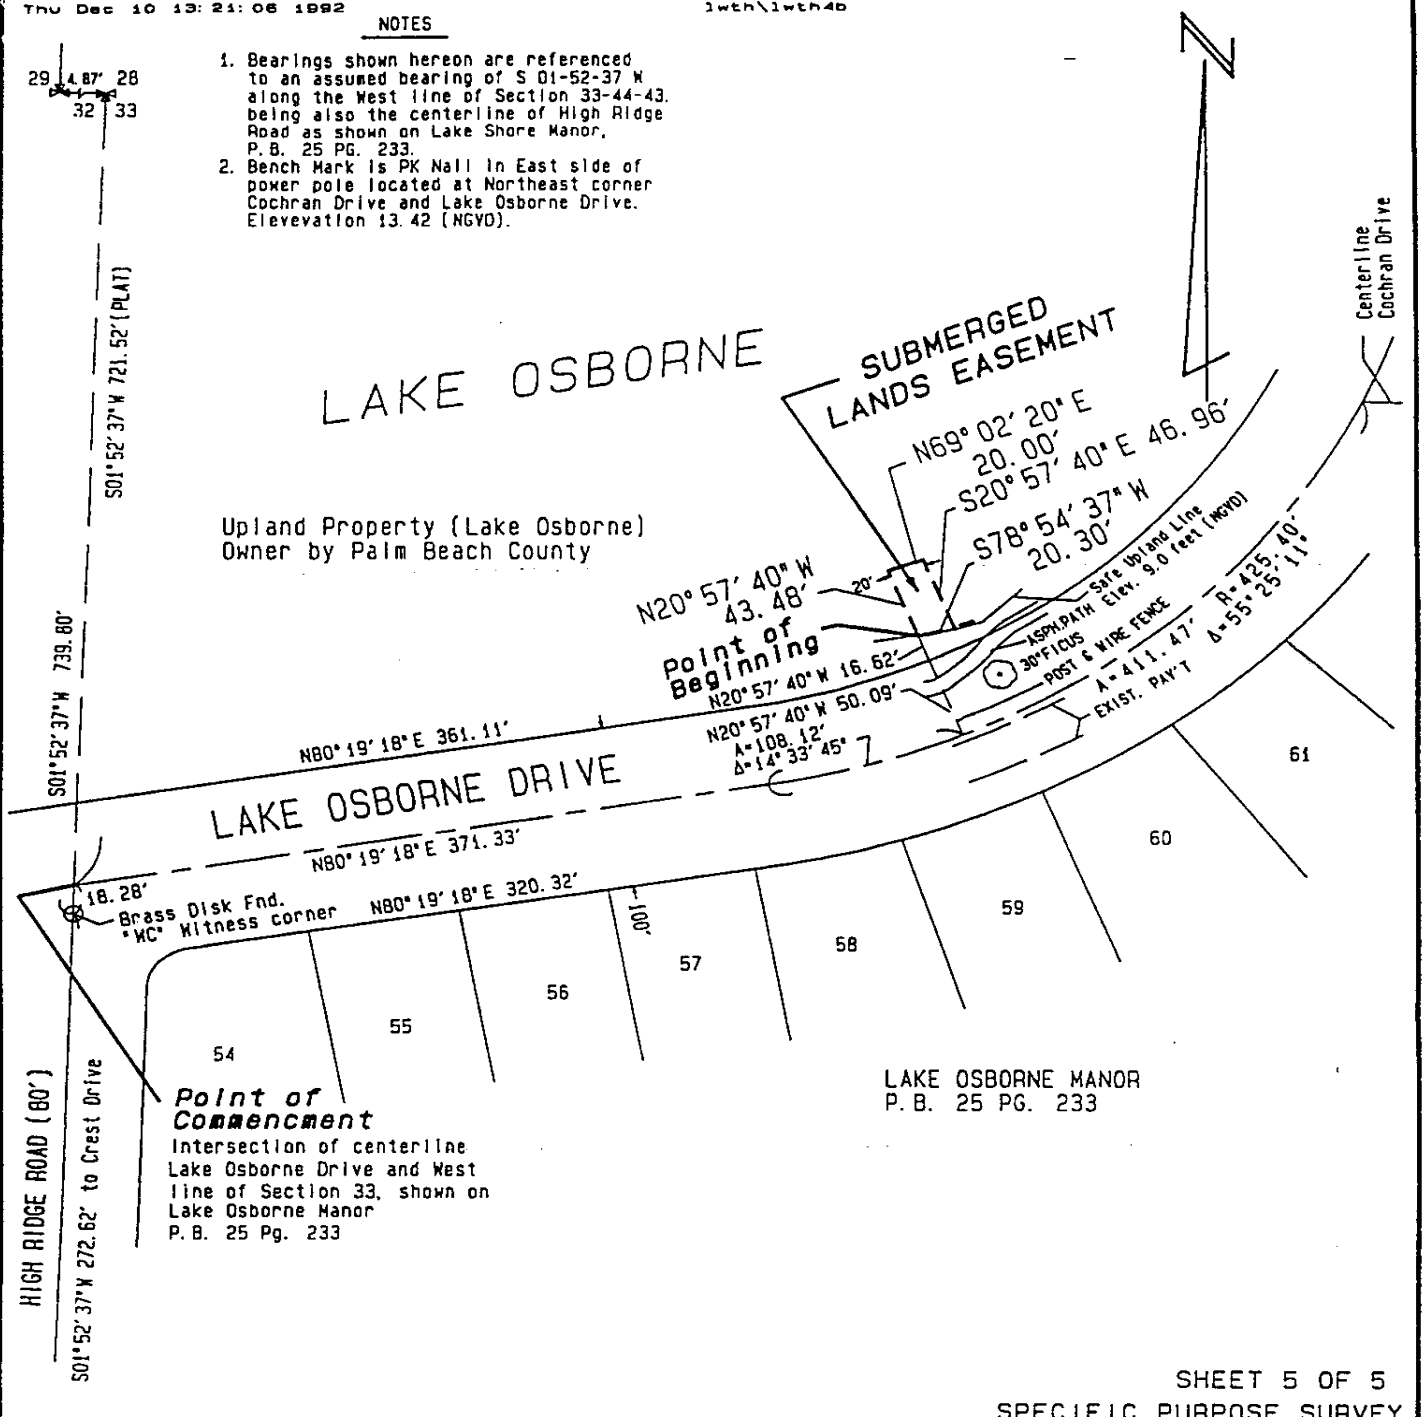 Thu Dec 10 13:21:06 1992
lwth\lwth4b
NOTES
1. Bearings shown hereon are referenced
to an assumed bearing of S 01-52-37 W
along the West line of Section 33-44-43.
being also the centerline of High Ridge
Road as shown on Lake Shore Manor,
P.B. 25 PG. 233.
2. Bench Mark is PK Nail in East side of
power pole located at Northeast corner
Cochran Drive and Lake Osborne Drive.
Elevevation 13.42 (NGVD).
29 4.87' 28
32 33
N
S01°52'37"W 721.52'(PLAT)
S01°52'37"W 739.80'
Centerline
Cochran Drive
LAKE OSBORNE
SUBMERGED
LANDS EASEMENT
N69°02'20"E
20.00'
S20°57'40"E 46.96'
S78°54'37"W
20.30'
Upland Property (Lake Osborne)
Owner by Palm Beach County
N20°57'40"W
43.48'
20'
Point of
Beginning
Safe Upland Line
Elev. 9.0 feet (NGVD)
ASPH.PATH
30"FICUS
POST & WIRE FENCE
A=411.47'
R=425.40'
Δ=55°25'11"
EXIST. PAV'T
N20°57'40"W 16.62'
N20°57'40"W 50.09'
A=108.12'
Δ=14°33'45"
N80°19'18"E 361.11'
LAKE OSBORNE DRIVE
N80°19'18"E 371.33'
18.28'
Brass Disk Fnd.
"WC" Witness corner
N80°19'18"E 320.32'
100'
54
55
56
57
58
59
60
61
Point of
Commencment
Intersection of centerline
Lake Osborne Drive and West
line of Section 33, shown on
Lake Osborne Manor
P.B. 25 Pg. 233
HIGH RIDGE ROAD (80')
S01°52'37"W 272.62' to Crest Drive
LAKE OSBORNE MANOR
P.B. 25 PG. 233
SHEET 5 OF 5
SPECIFIC PURPOSE SURVEY